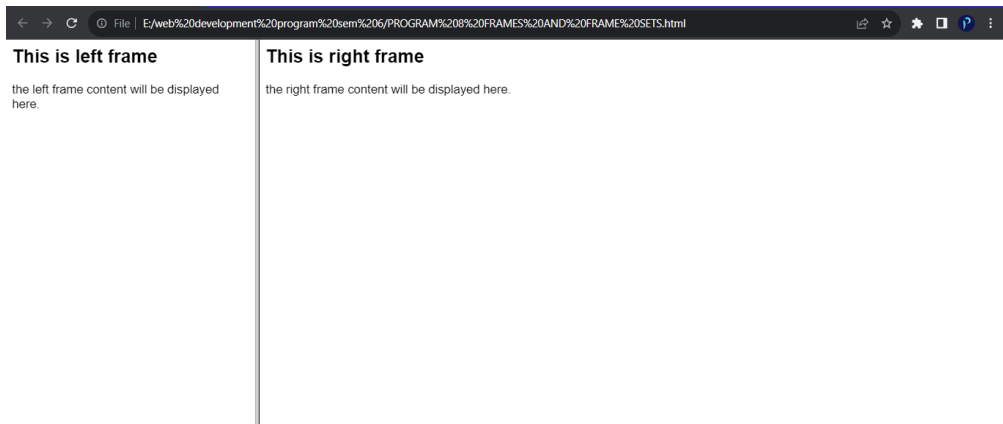 File E:/web%20development%20program%20sem%206/PROGRAM%208%20FRAMES%20AND%20FRAME%20SETS.html
This is left frame
the left frame content will be displayed
here.
This is right frame
the right frame content will be displayed here.